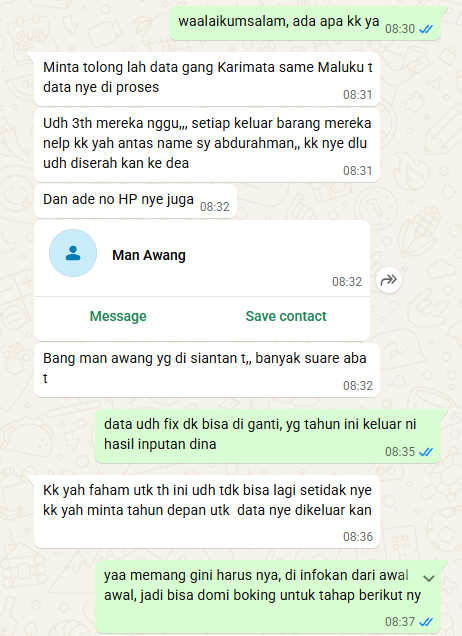 waalaikumsalam, ada apa kk ya 08:30
Minta tolong lah data gang Karimata same Maluku t
data nye di proses
08:31
Udh 3th mereka nggu,,, setiap keluar barang mereka
nelp kk yah antas name sy abdurahman,, kk nye dlu
udh diserah kan ke dea
08:31
Dan ade no HP nye juga 08:32
Man Awang
08:32
Message Save contact
Bang man awang yg di siantan t,, banyak suare aba
t
08:32
data udh fix dk bisa di ganti, yg tahun ini keluar ni
hasil inputan dina
08:35
Kk yah faham utk th ini udh tdk bisa lagi setidak nye
kk yah minta tahun depan utk data nye dikeluar kan
08:36
yaa memang gini harus nya, di infokan dari awal
awal, jadi bisa domi boking untuk tahap berikut ny
08:37